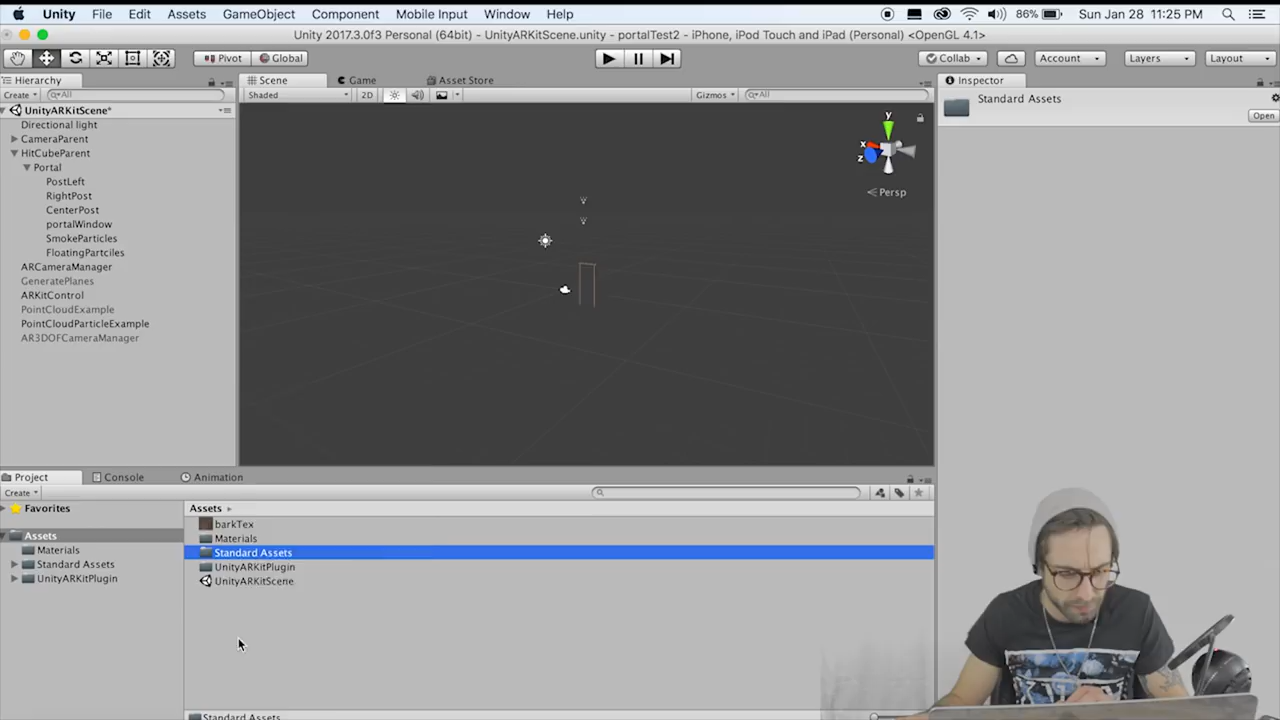 Unity File Edit Assets GameObject Component Mobile Input Window Help 86% Sun Jan 28 11:25 PM
Unity 2017.3.0f3 Personal (64bit) - UnityARKitScene.unity - portalTest2 - iPhone, iPod Touch and iPad (Personal) <OpenGL 4.1>
Pivot Global Collab Account Layers Layout
Hierarchy Scene Game Asset Store Inspector
Create All Shaded 2D Gizmos All Standard Assets
Open
UnityARKitScene*
Directional light
CameraParent
HitCubeParent
Portal
PostLeft
RightPost
CenterPost
portalWindow
SmokeParticles
FloatingPartciles
ARCameraManager
GeneratePlanes
ARKitControl
PointCloudExample
PointCloudParticleExample
AR3DOFCameraManager
y
x
z
Persp
Project Console Animation
Create
Favorites
Assets
Materials
Standard Assets
UnityARKitPlugin
Assets
barkTex
Materials
Standard Assets
UnityARKitPlugin
UnityARKitScene
Standard Assets